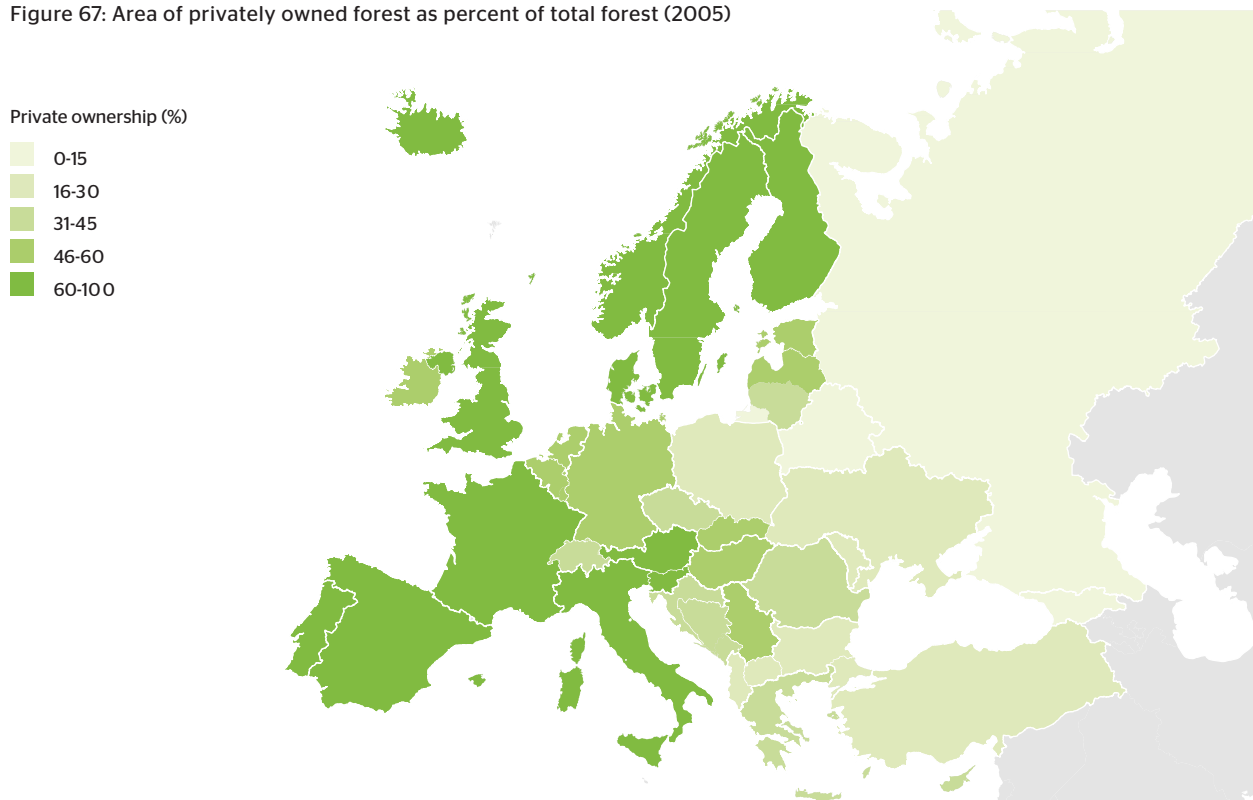 Figure 67: Area of privately owned forest as percent of total forest (2005)
Private ownership (%)
0-15
16-30
31-45
46-60
60-100